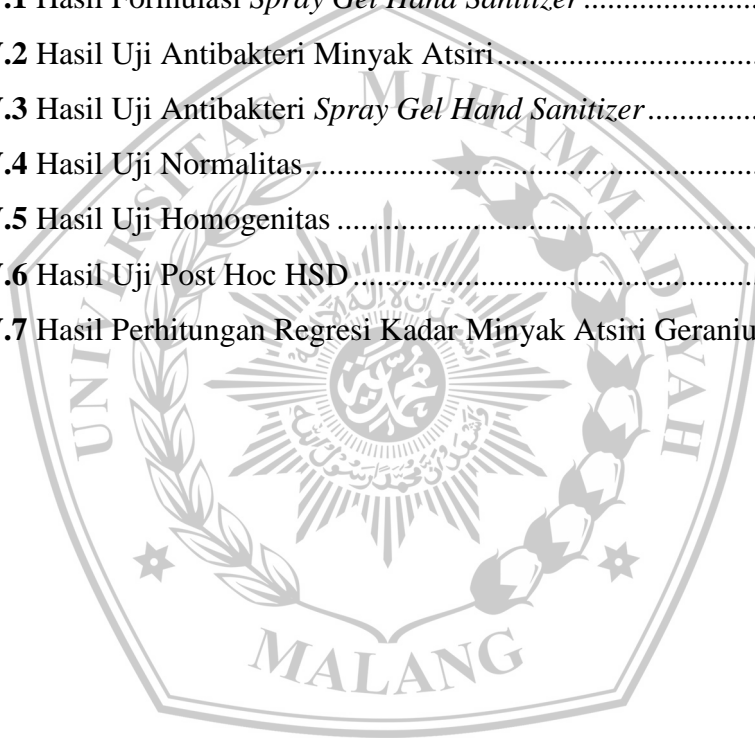 .1 Hasil Formulasi Spray Gel Hand Sanitizer....................
.2 Hasil Uji Antibakteri Minyak Atsiri................................
.3 Hasil Uji Antibakteri Spray Gel Hand Sanitizer.............
.4 Hasil Uji Normalitas........................................................
.5 Hasil Uji Homogenitas ....................................................
.6 Hasil Uji Post Hoc HSD..................................................
.7 Hasil Perhitungan Regresi Kadar Minyak Atsiri Geraniu
UNIVERSITAS MUHAMMADIYAH
MALANG